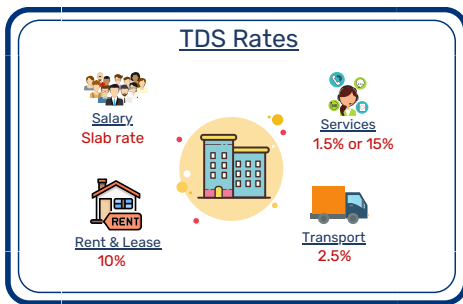 TDS Rates
Salary
Slab rate
Services
1.5% or 15%
RENT
Rent & Lease
10%
Transport
2.5%